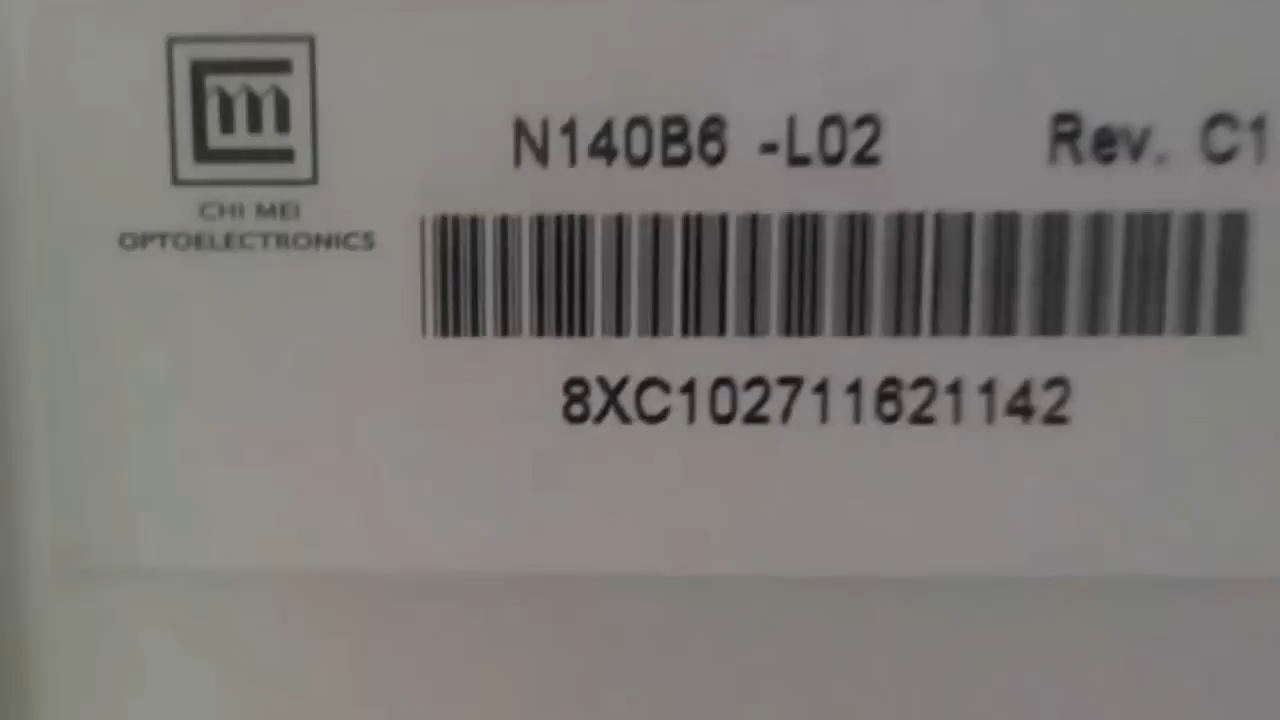 N140B6 -L02 Rev. C1
CHI MEI
OPTOELECTRONICS
8XC102711621142